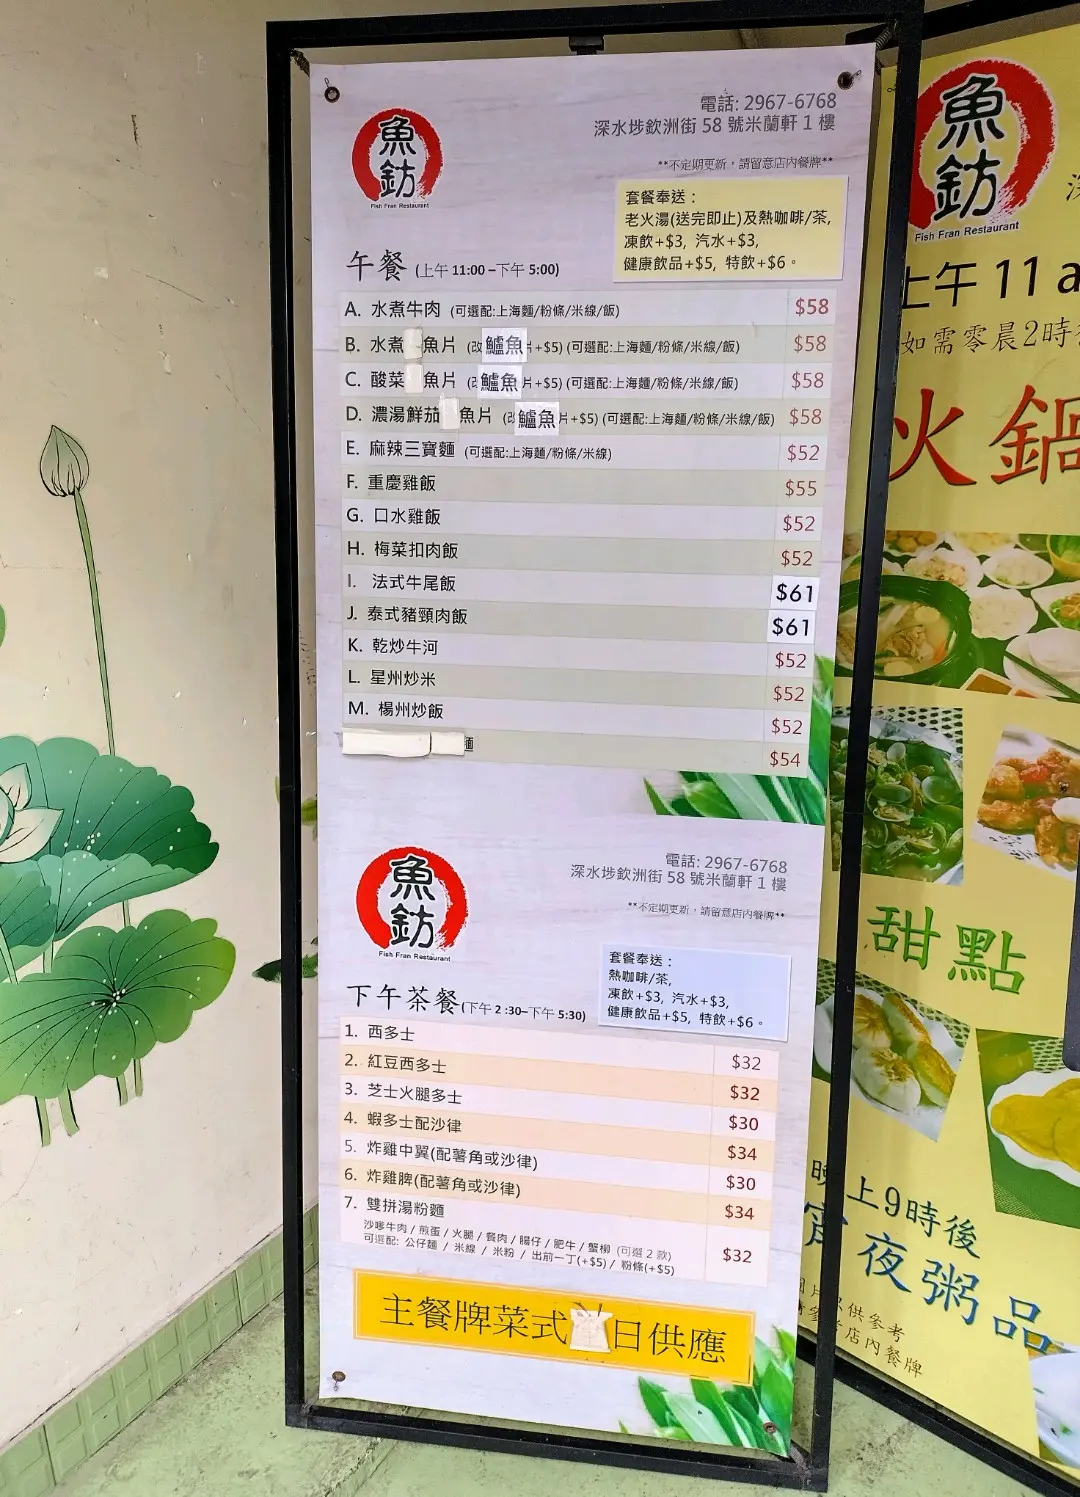 魚鈁
Fish Fran Restaurant
電話: 2967-6768
深水埗欽洲街 58 號米蘭軒 1 樓
**不定期更新，請留意店內餐牌**
套餐奉送：
老火湯(送完即止)及熱咖啡/茶,
凍飲+$3, 汽水+$3,
健康飲品+$5, 特飲+$6。
午餐 (上午 11:00 –下午 5:00)
A. 水煮牛肉 (可選配:上海麵/粉條/米線/飯) $58
B. 水煮 魚片 (改 鱸魚片+$5) (可選配:上海麵/粉條/米線/飯) $58
C. 酸菜 魚片 (改 鱸魚片+$5) (可選配:上海麵/粉條/米線/飯) $58
D. 濃湯鮮茄 魚片 (改 鱸魚片+$5) (可選配:上海麵/粉條/米線/飯) $58
E. 麻辣三寶麵 (可選配:上海麵/粉條/米線) $52
F. 重慶雞飯 $55
G. 口水雞飯 $52
H. 梅菜扣肉飯 $52
I. 法式牛尾飯 $61
J. 泰式豬頸肉飯 $61
K. 乾炒牛河 $52
L. 星州炒米 $52
M. 楊州炒飯 $52
麵 $54
魚鈁
Fish Fran Restaurant
電話: 2967-6768
深水埗欽洲街 58 號米蘭軒 1 樓
**不定期更新，請留意店內餐牌**
套餐奉送：
熱咖啡/茶,
凍飲+$3, 汽水+$3,
健康飲品+$5, 特飲+$6。
下午茶餐(下午 2 :30–下午 5:30)
1. 西多士 $32
2. 紅豆西多士 $32
3. 芝士火腿多士 $30
4. 蝦多士配沙律 $34
5. 炸雞中翼(配薯角或沙律) $30
6. 炸雞脾(配薯角或沙律) $34
7. 雙拼湯粉麵 $32
沙嗲牛肉 / 煎蛋 / 火腿 / 餐肉 / 腸仔 / 肥牛 / 蟹柳 (可選 2 款)
可選配: 公仔麵 / 米線 / 米粉 / 出前一丁(+$5) / 粉條(+$5)
主餐牌菜式 日供應
魚鈁
Fish Fran Restaurant
上午 11 a
如需零晨2時
火鍋
甜點
晚上9時後
宵夜粥品
供參考
店內餐牌